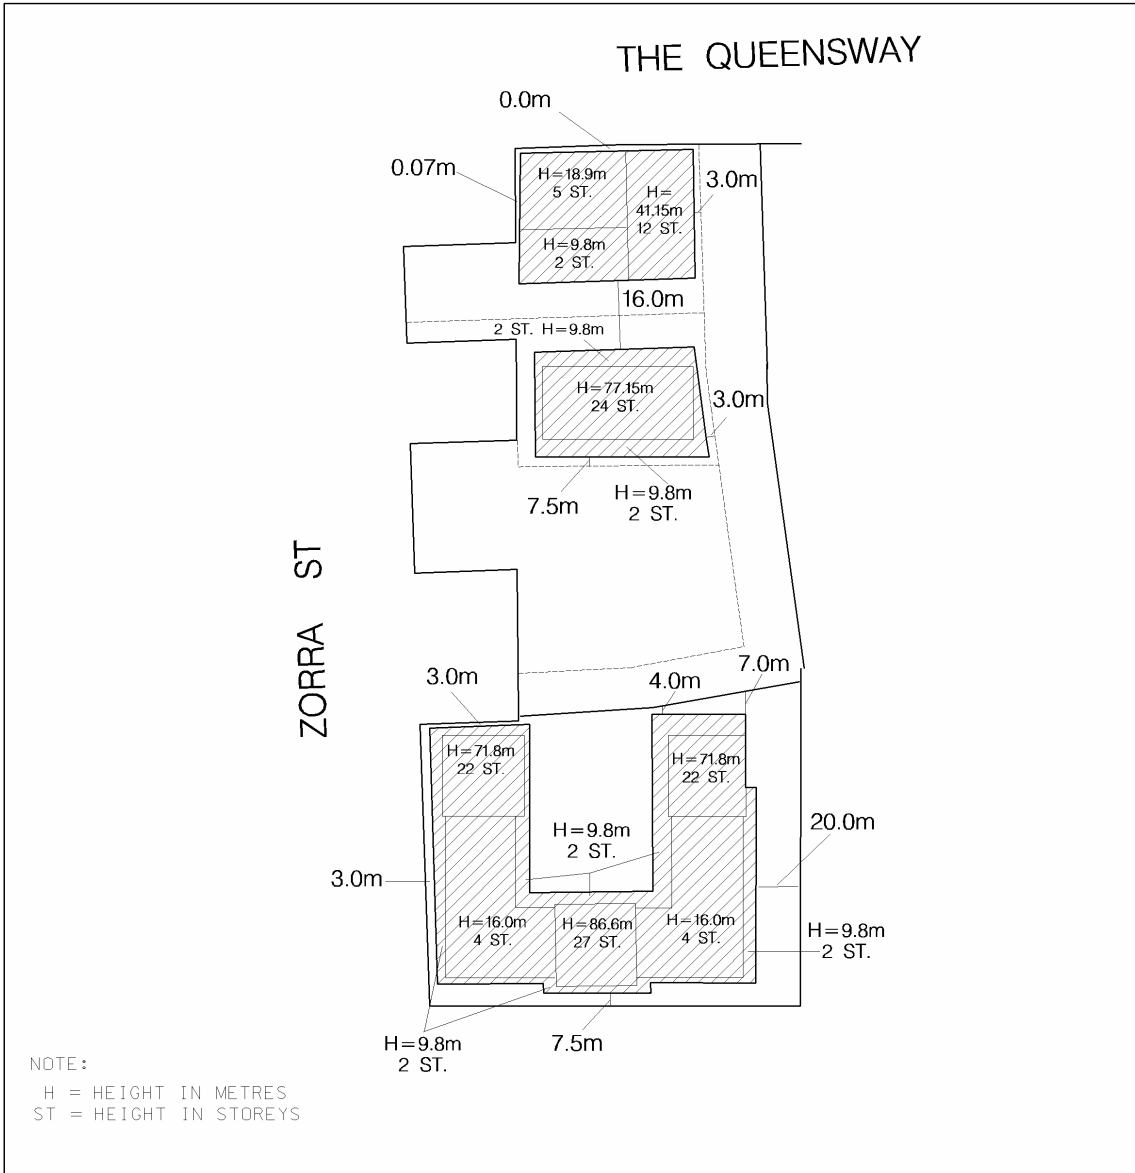 THE QUEENSWAY
0.0m
0.07m
H=18.9m
5 ST.
H=
41.15m
12 ST.
3.0m
H=9.8m
2 ST.
16.0m
2 ST. H=9.8m
H=77.15m
24 ST.
3.0m
7.5m
H=9.8m
2 ST.
ZORRA ST
3.0m
4.0m
7.0m
H=71.8m
22 ST.
H=71.8m
22 ST.
H=9.8m
2 ST.
20.0m
3.0m
H=16.0m
4 ST.
H=86.6m
27 ST.
H=16.0m
4 ST.
H=9.8m
2 ST.
H=9.8m
2 ST.
7.5m
NOTE:
H = HEIGHT IN METRES
ST = HEIGHT IN STOREYS